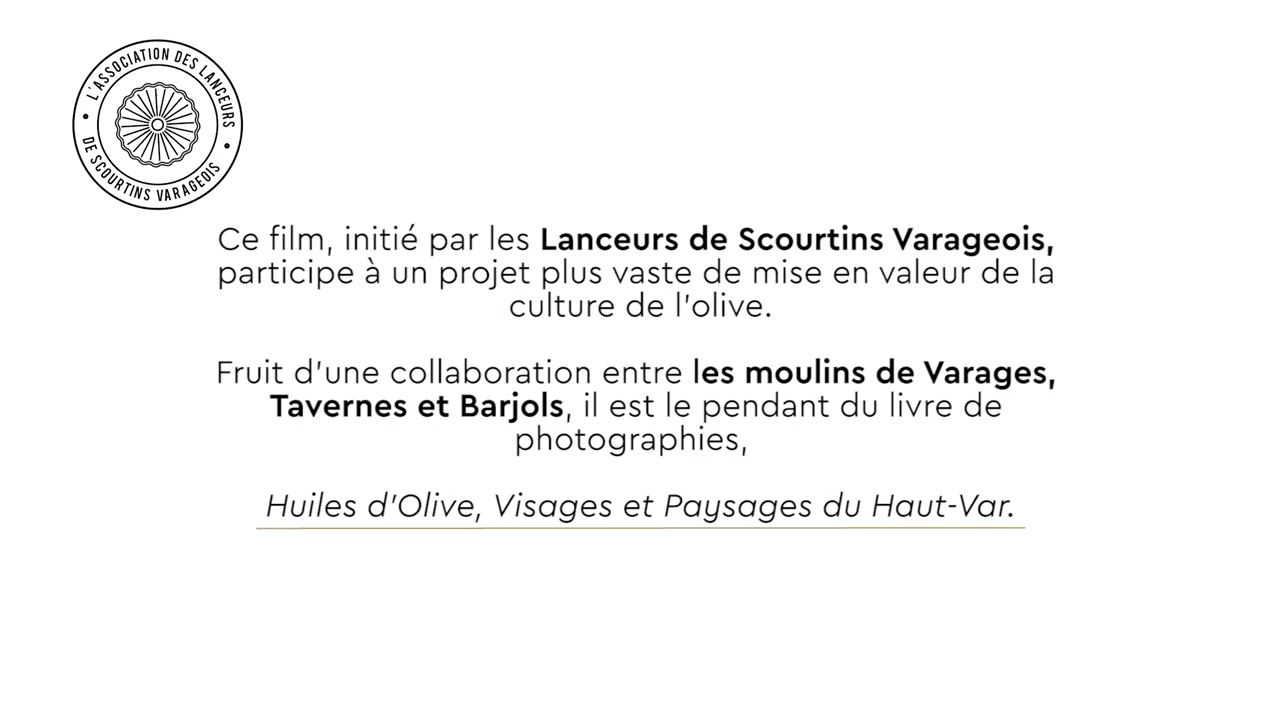 L'ASSOCIATION DES LANCEURS
DE SCOURTINS VARAGEOIS
Ce film, initié par les Lanceurs de Scourtins Varageois,
participe à un projet plus vaste de mise en valeur de la
culture de l'olive.
Fruit d'une collaboration entre les moulins de Varages,
Tavernes et Barjols, il est le pendant du livre de
photographies,
Huiles d'Olive, Visages et Paysages du Haut-Var.